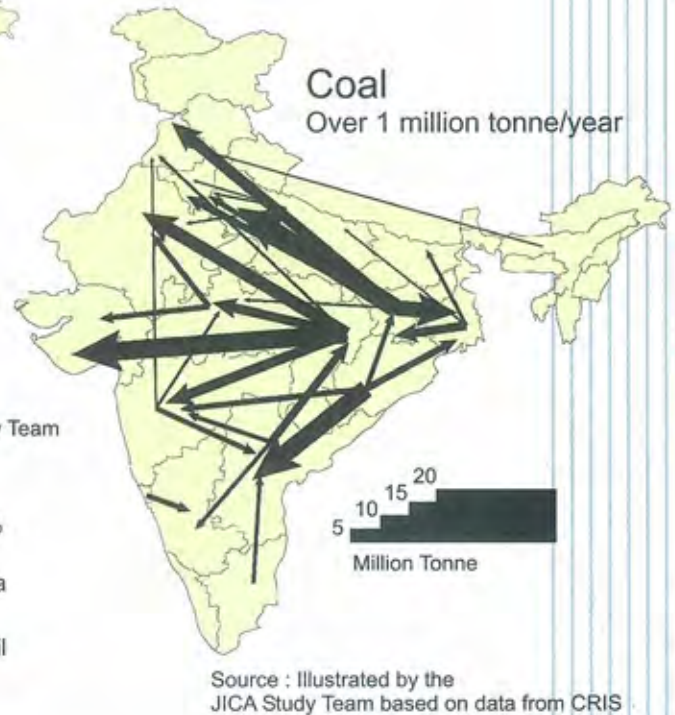 Coal
Over 1 million tonne/year
Team
20
15
10
5
Million Tonne
a
Source : Illustrated by the
JICA Study Team based on data from CRIS